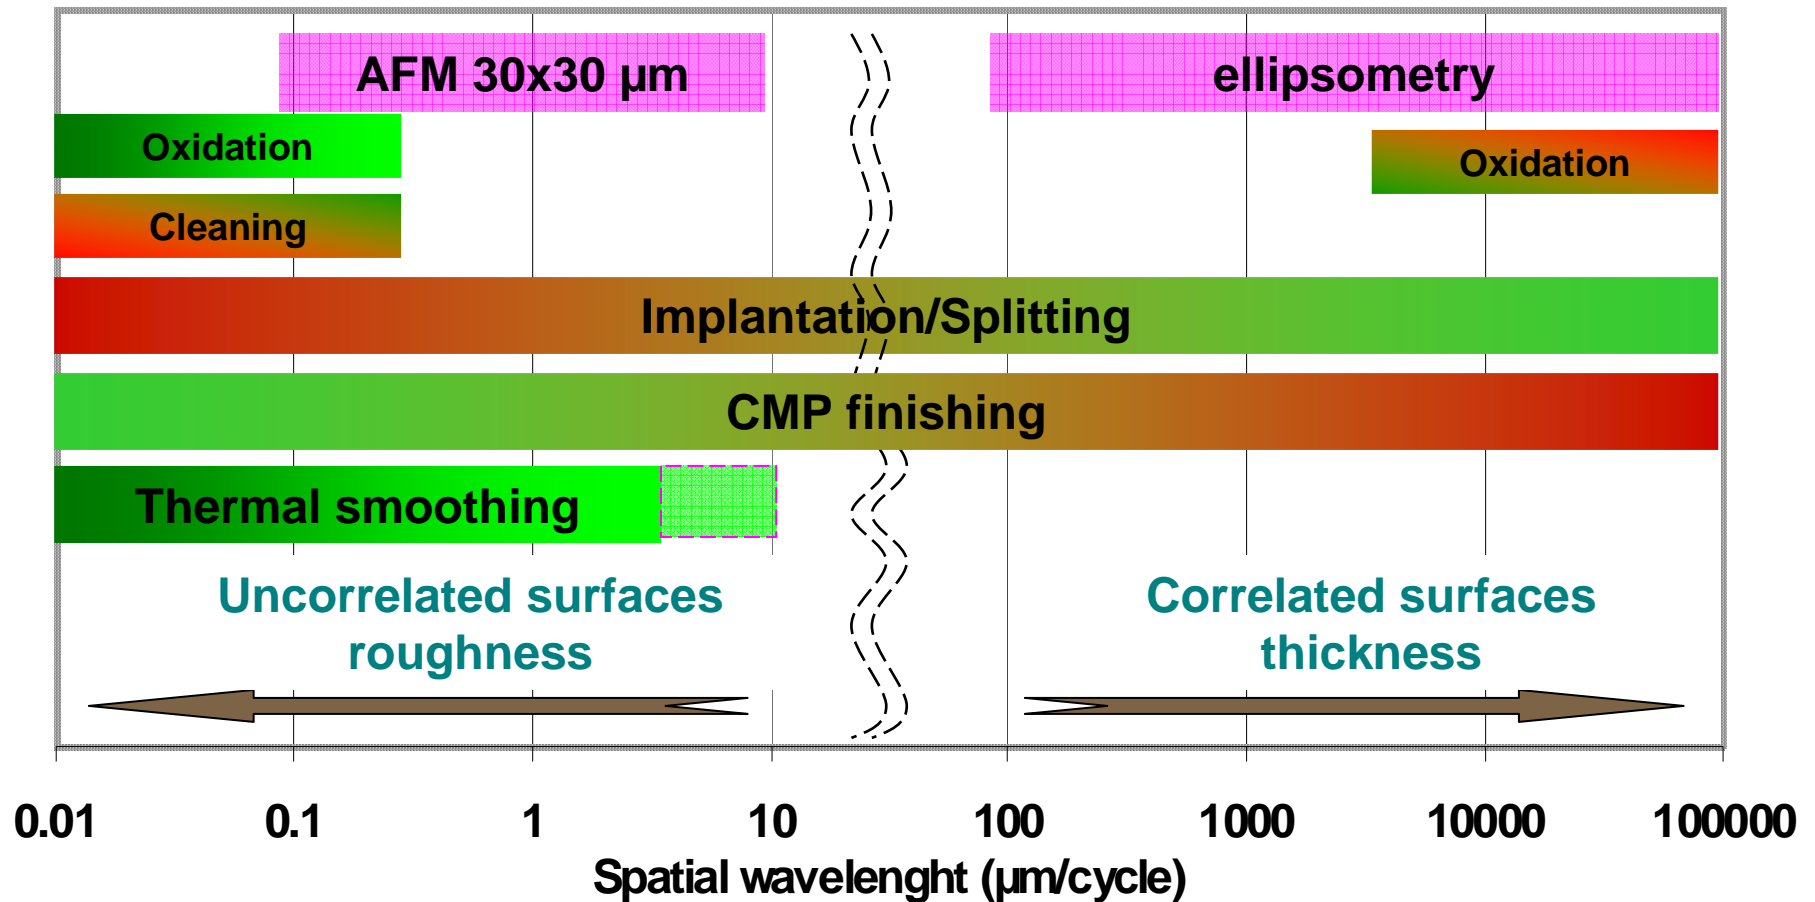 AFM 30x30 µm
ellipsometry
Oxidation
Oxidation
Cleaning
Implantation/Splitting
CMP finishing
Thermal smoothing
Uncorrelated surfaces
roughness
Correlated surfaces
thickness
0.01 0.1 1 10 100 1000 10000 100000
Spatial wavelenght (µm/cycle)